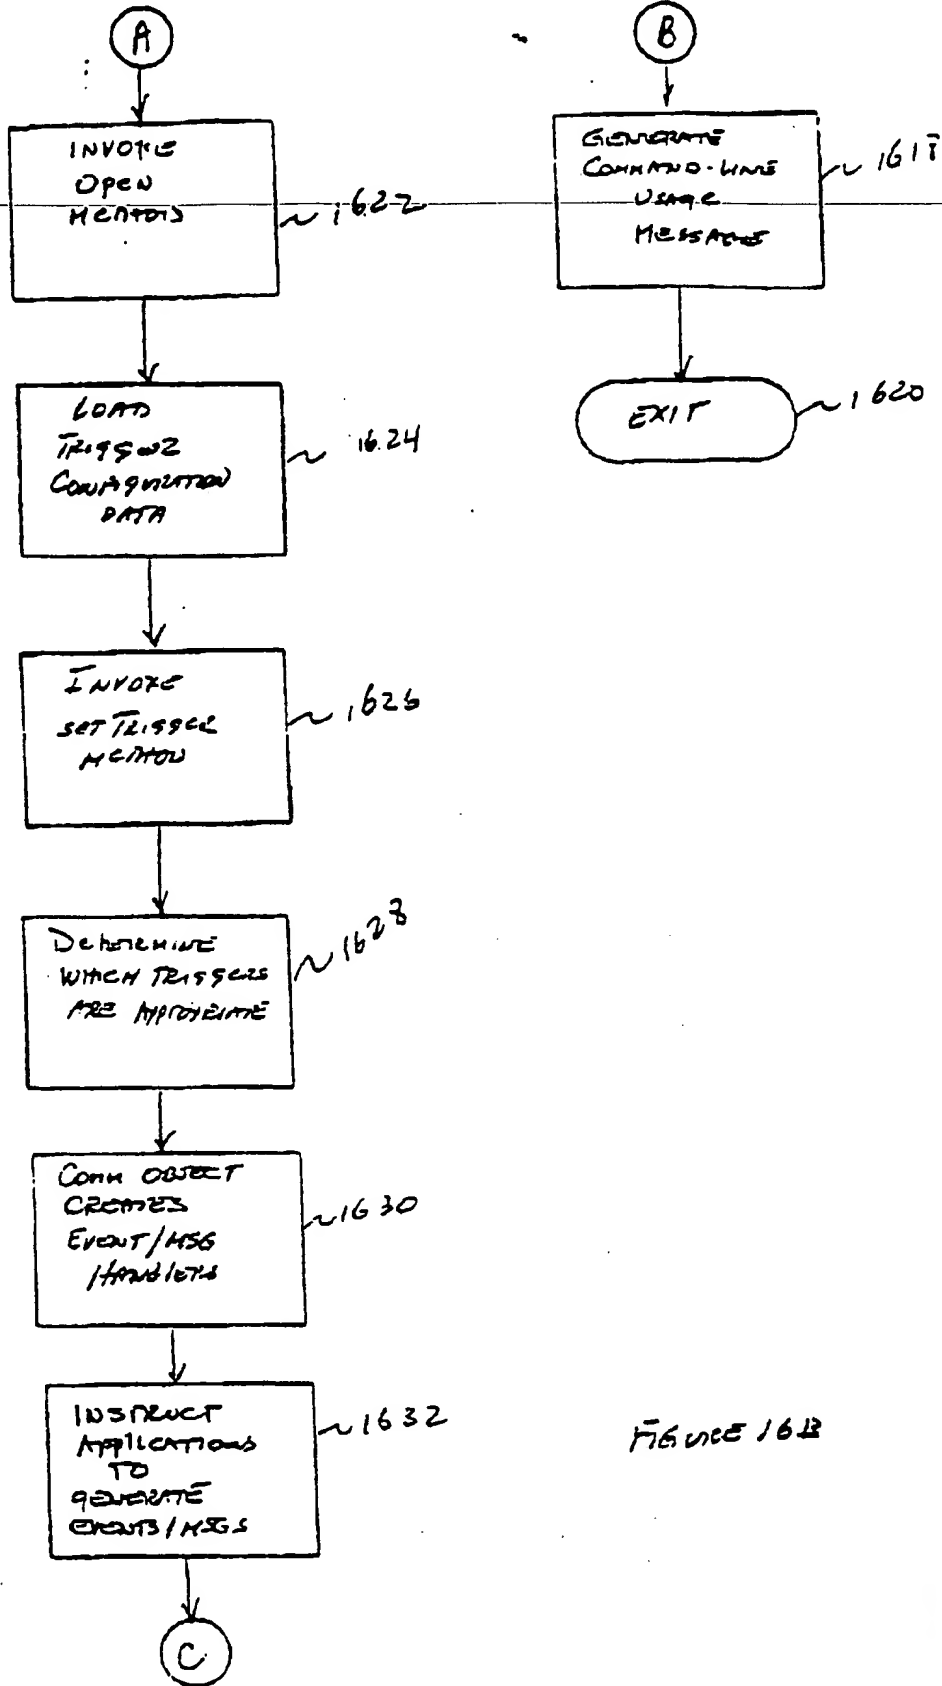 A
INVOKE
OPEN
METHODS
1622
LOAD
TRIGGER
CONFIGURATION
DATA
1624
INVOKE
SET TRIGGER
METHOD
1626
DETERMINE
WHICH TRIGGERS
ARE APPROPRIATE
1628
COMM OBJECT
CREATES
EVENT/MSG
HANDLERS
1630
INSTRUCT
APPLICATIONS
TO
GENERATE
EVENTS/MSGS
1632
C
B
GENERATE
COMMAND-LINE
USAGE
MESSAGE
1618
EXIT
1620
FIGURE 16B